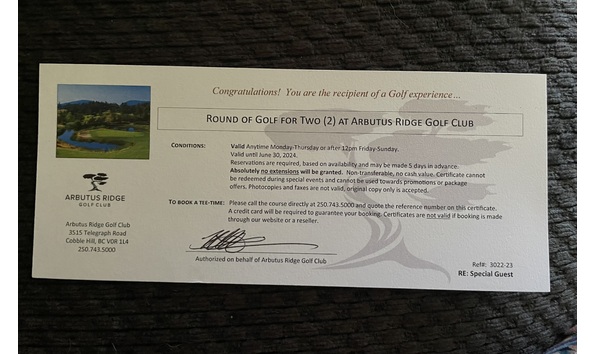 Congratulations! You are the recipient of a Golf experience...
ROUND OF GOLF FOR TWO (2) AT ARBUTUS RIDGE GOLF CLUB
CONDITIONS: Valid Anytime Monday-Thursday or after 12pm Friday-Sunday.
Valid until June 30, 2024.
Reservations are required, based on availability and may be made 5 days in advance.
Absolutely no extensions will be granted. Non-transferable, no cash value. Certificate cannot
be redeemed during special events and cannot be used towards promotions or package
offers. Photocopies and faxes are not valid, original copy only is accepted.
TO BOOK A TEE-TIME: Please call the course directly at 250.743.5000 and quote the reference number on this certificate.
A credit card will be required to guarantee your booking. Certificates are not valid if booking is made
through our website or a reseller.
Authorized on behalf of Arbutus Ridge Golf Club
ARBUTUS RIDGE
GOLF CLUB
Arbutus Ridge Golf Club
3515 Telegraph Road
Cobble Hill, BC V0R 1L4
250.743.5000
Ref#: 3022-23
RE: Special Guest